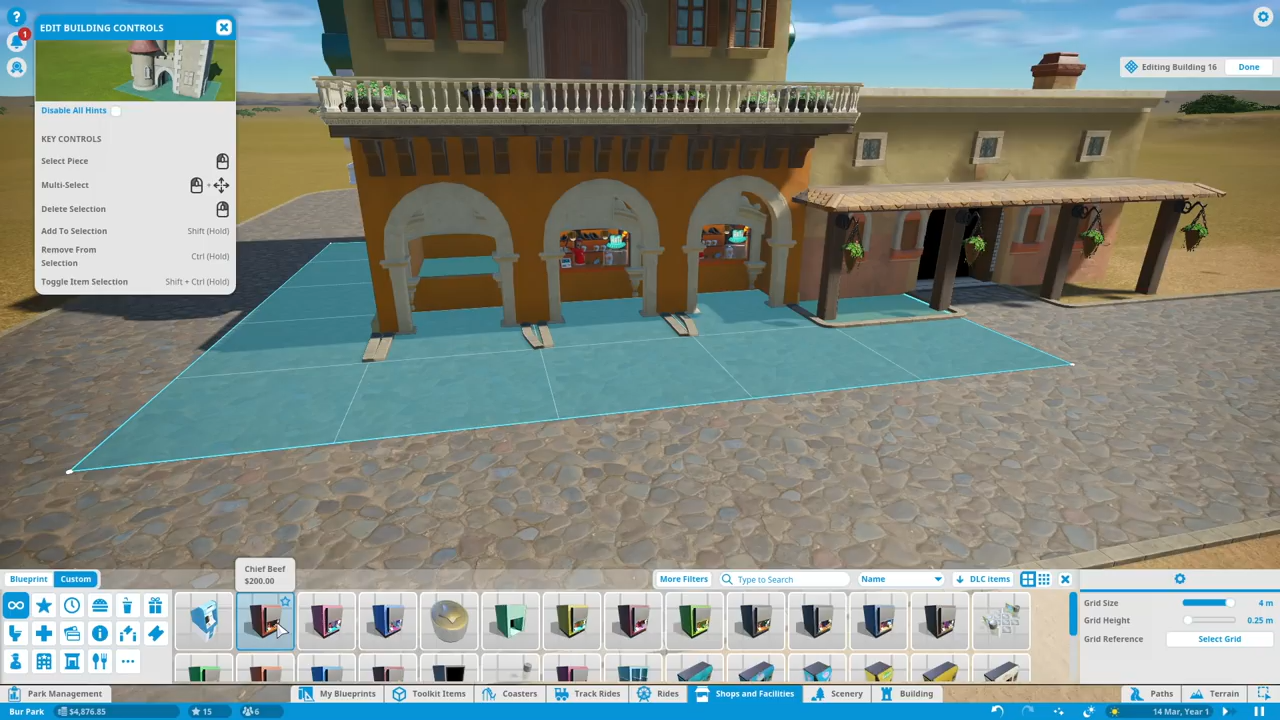 EDIT BUILDING CONTROLS
1
Disable All Hints
KEY CONTROLS
Select Piece
Multi-Select
Delete Selection
Add To Selection Shift (Hold)
Remove From Selection Ctrl (Hold)
Toggle Item Selection Shift + Ctrl (Hold)
Editing Building 16 Done
Chief Beef
$200.00
Blueprint Custom More Filters Type to Search Name DLC items
Grid Size 4 m
Grid Height 0.25 m
Grid Reference Select Grid
Park Management My Blueprints Toolkit Items Coasters Track Rides Rides Shops and Facilities Scenery Building Paths Terrain
Bur Park $4,876.85 15 6 14 Mar, Year 1